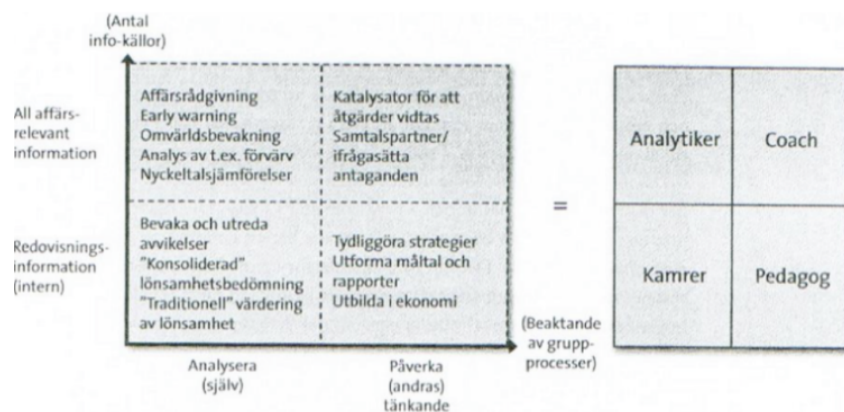 (Antal
info-källor)
All affärs-
relevant
information
Affärsrådgivning
Early warning
Omvärldsbevakning
Analys av t.ex. förvärv
Nyckeltalsjämförelser
Katalysator för att
åtgärder vidtas
Samtalspartner/
ifrågasätta
antaganden
Redovisnings-
information
(intern)
Bevaka och utreda
avvikelser
"Konsoliderad"
lönsamhetsbedömning
"Traditionell" värdering
av lönsamhet
Tydliggöra strategier
Utforma måltal och
rapporter
Utbilda i ekonomi
(Beaktande
av grupp-
processer)
Analysera
(själv)
Påverka
(andras)
tänkande
=
Analytiker
Coach
Kamrer
Pedagog